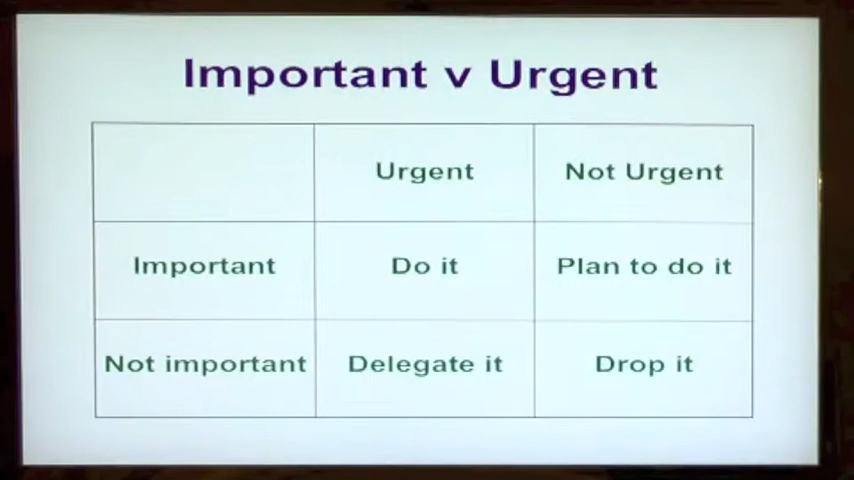 Important v Urgent
Urgent Not Urgent
Important Do it Plan to do it
Not important Delegate it Drop it